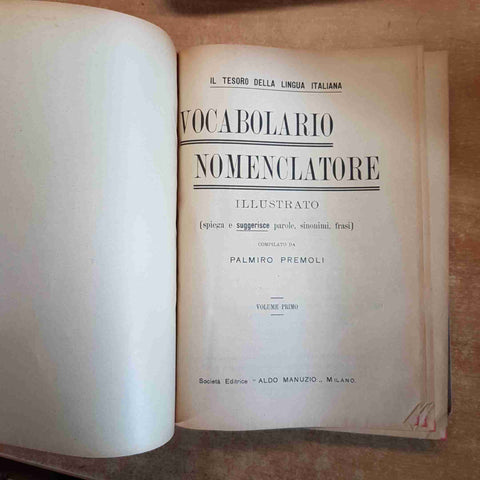 IL TESORO DELLA LINGUA ITALIANA
VOCABOLARIO
NOMENCLATORE
ILLUSTRATO
(spiega e suggerisce parole, sinonimi, frasi)
COMPILATO DA
PALMIRO PREMOLI
VOLUME PRIMO
Società Editrice - ALDO MANUZIO - MILANO.